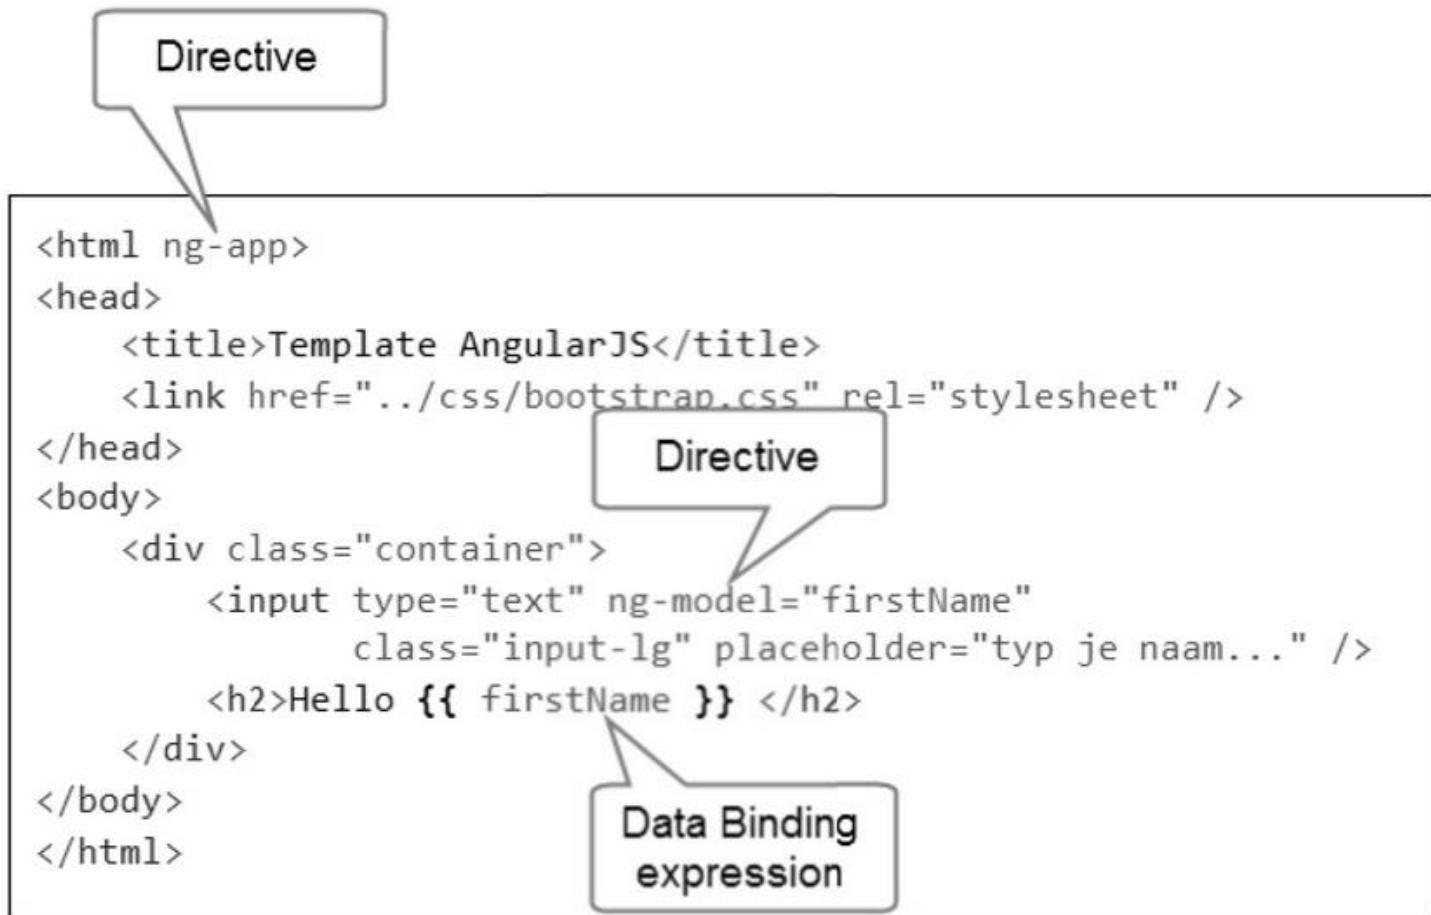 Directive
<html ng-app>
<head>
<title>Template AngularJS</title>
<link href="../css/bootstrap.css" rel="stylesheet" />
</head>
Directive
<body>
<div class="container">
<input type="text" ng-model="firstName"
class="input-lg" placeholder="typ je naam..." />
<h2>Hello {{ firstName }} </h2>
</div>
</body>
</html>
Data Binding
expression